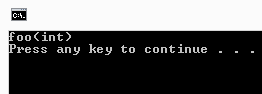 C:\.
foo(int)
Press any key to continue . . .